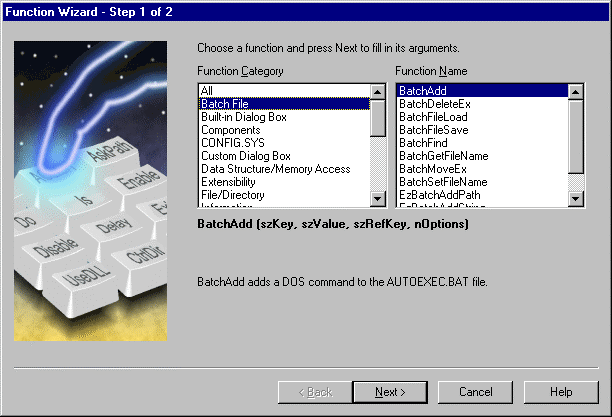 Function Wizard - Step 1 of 2
Choose a function and press Next to fill in its arguments.
Function Category
All
Batch File
Built-in Dialog Box
Components
CONFIG.SYS
Custom Dialog Box
Data Structure/Memory Access
Extensibility
File/Directory
Information
Function Name
BatchAdd
BatchDeleteEx
BatchFileLoad
BatchFileSave
BatchFind
BatchGetFileName
BatchMoveEx
BatchSetFileName
EzBatchAddPath
EzBatchAddString
AskPath
Is
Enable
Do
Delay
Disable
CtrlDir
UseDLL
BatchAdd (szKey, szValue, szRefKey, nOptions)
BatchAdd adds a DOS command to the AUTOEXEC.BAT file.
< Back
Next >
Cancel
Help